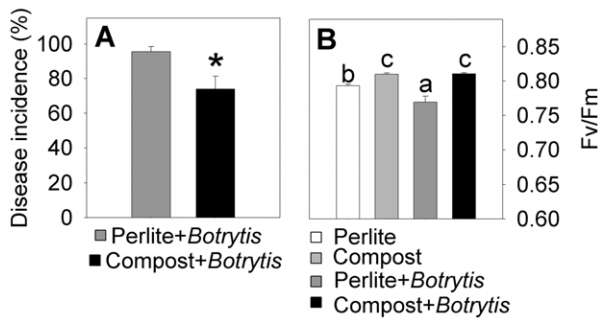 A
Disease incidence (%)
100
80
60
40
20
0
*
Perlite+Botrytis
Compost+Botrytis
B
b
c
a
c
0.85
0.80
0.75
0.70
0.65
0.60
Fv/Fm
Perlite
Compost
Perlite+Botrytis
Compost+Botrytis